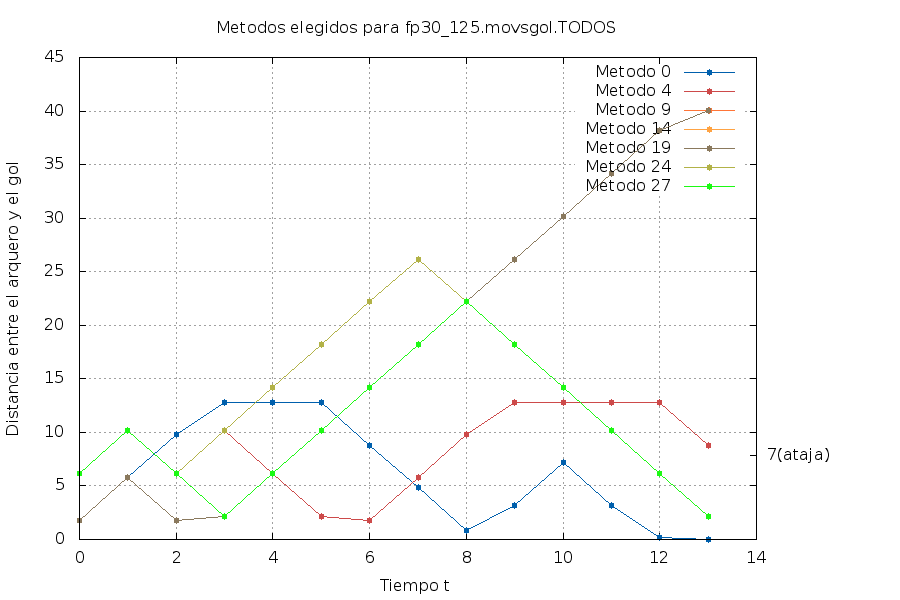 Metodos elegidos para fp30_125.movsgol.TODOS
Metodo 0
Metodo 4
Metodo 9
Metodo 14
Metodo 19
Metodo 24
Metodo 27
Distancia entre el arquero y el gol
45
40
35
30
25
20
15
10
5
0
7(ataja)
0 2 4 6 8 10 12 14
Tiempo t